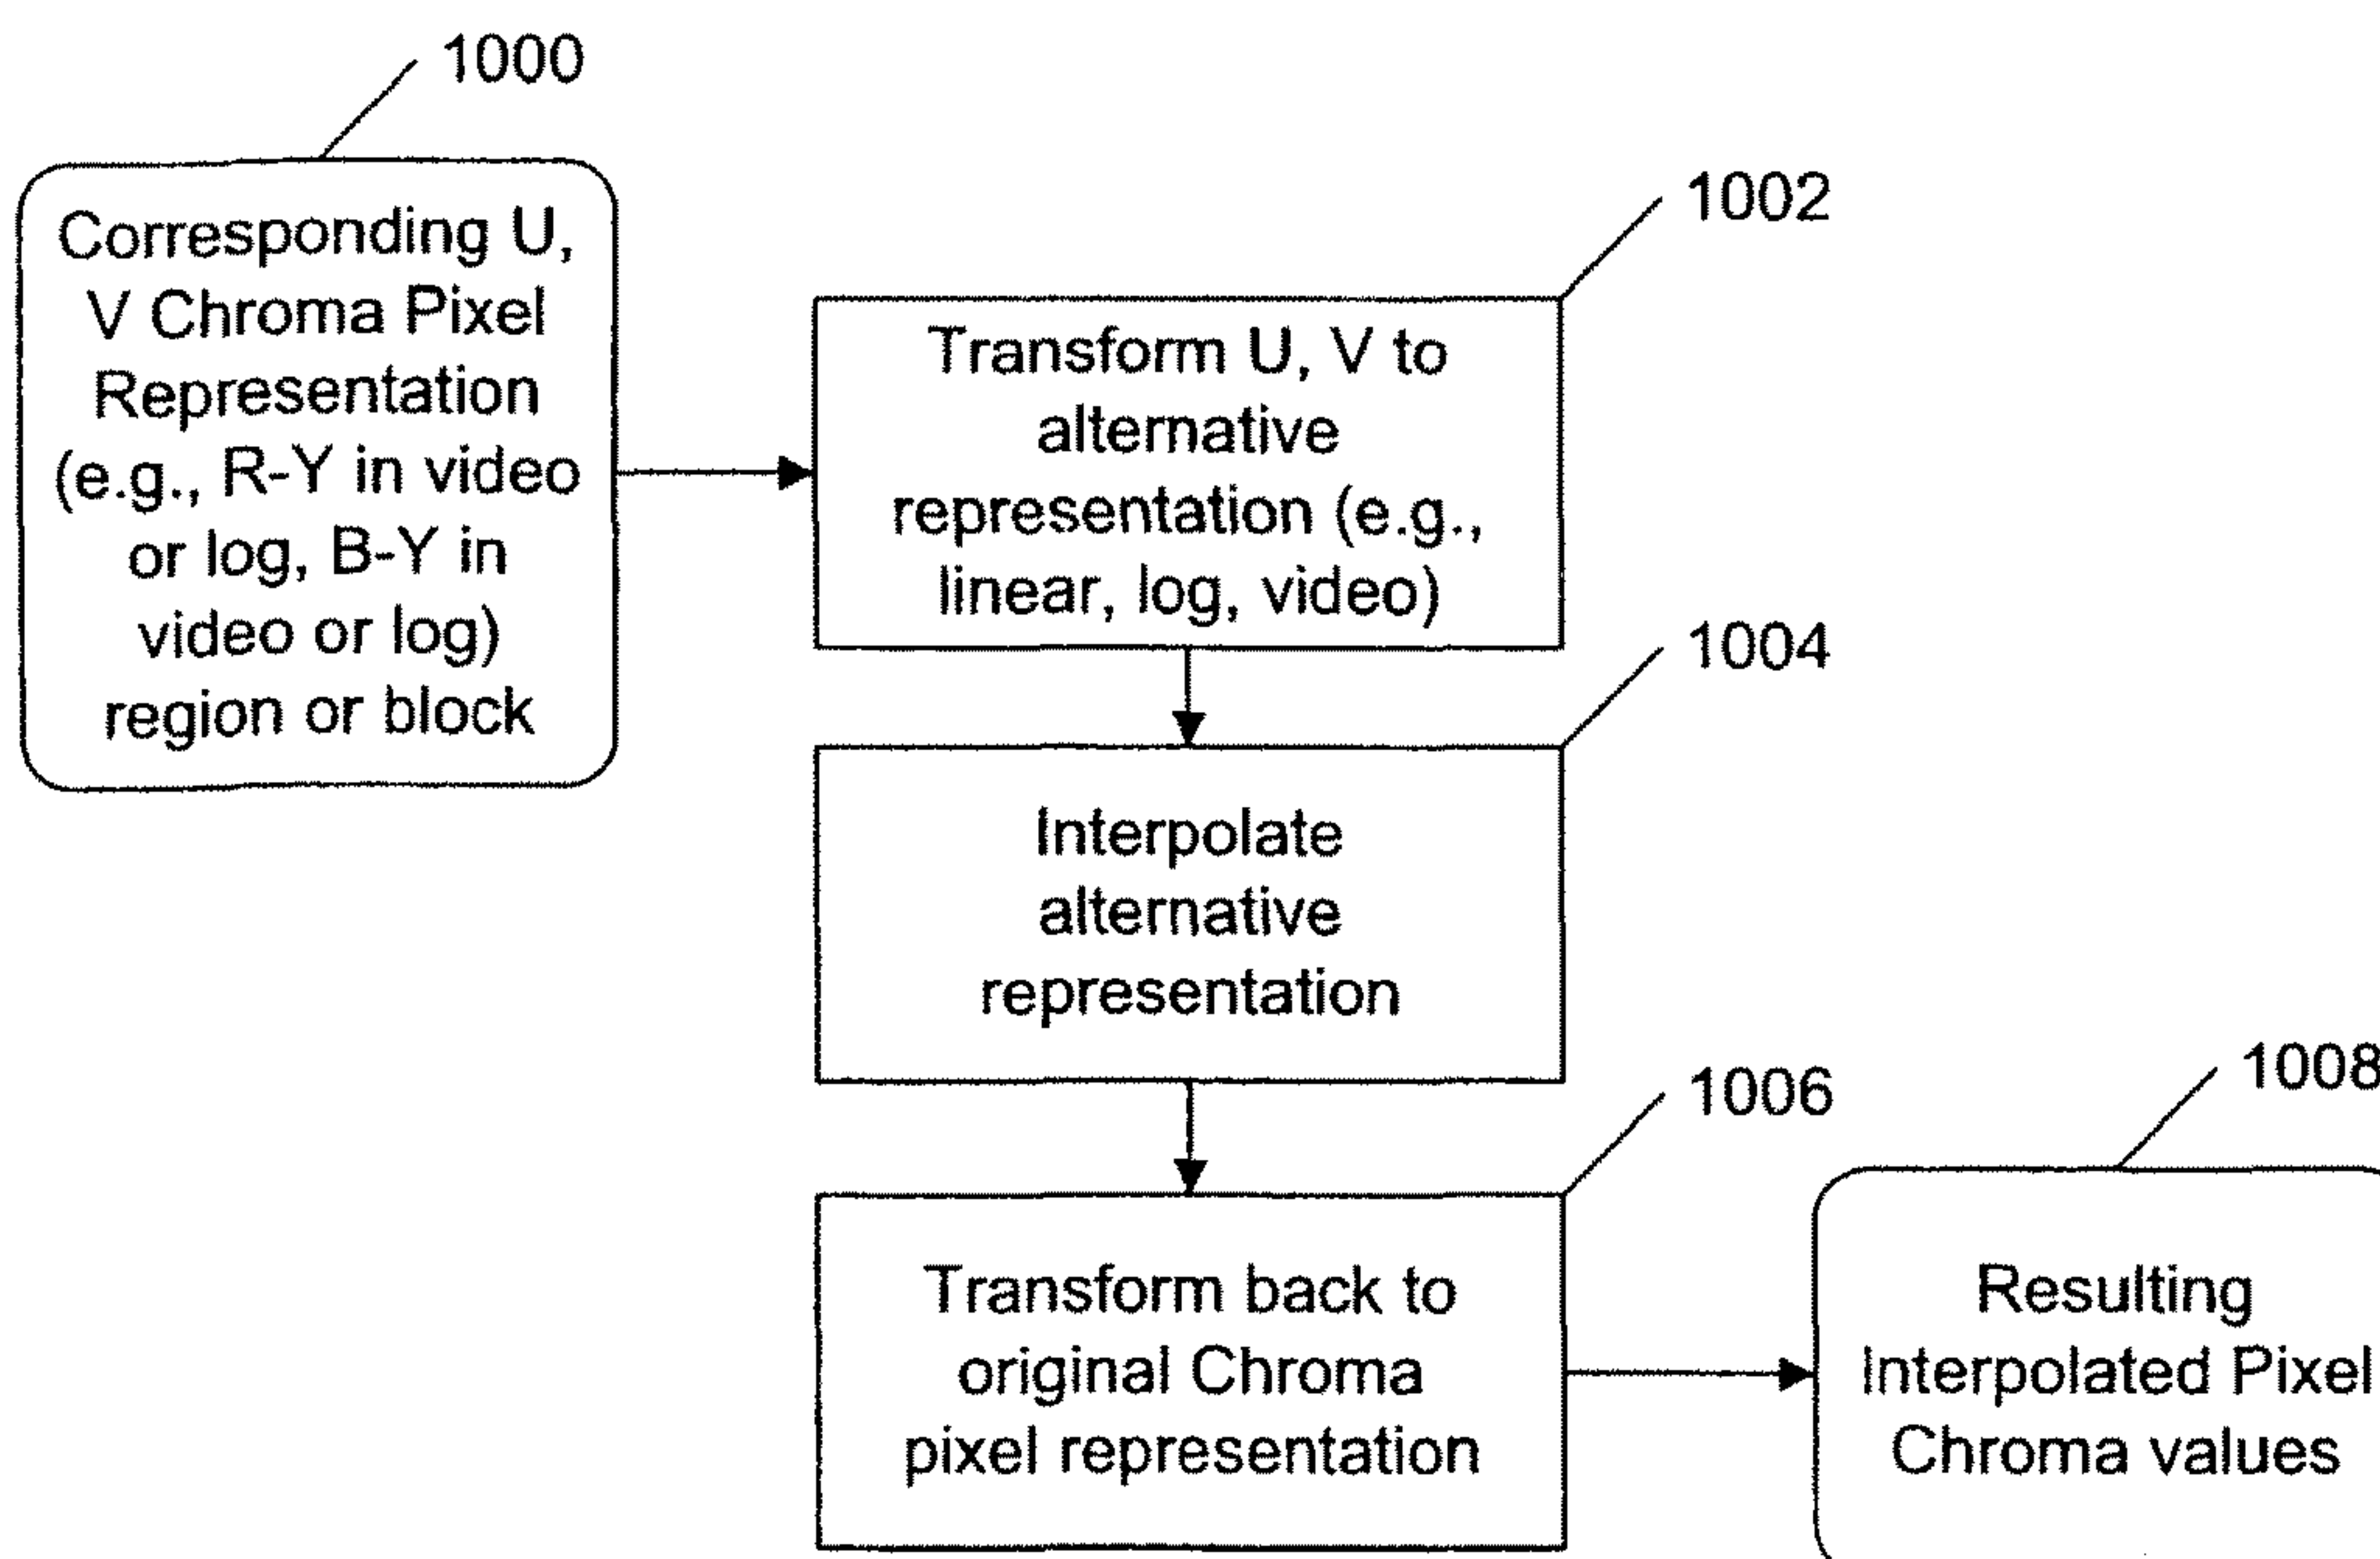 1000
Corresponding U,
V Chroma Pixel
Representation
(e.g., R-Y in video
or log, B-Y in
video or log)
region or block
1002
Transform U, V to
alternative
representation (e.g.,
linear, log, video)
1004
Interpolate
alternative
representation
1006
Transform back to
original Chroma
pixel representation
1008
Resulting
Interpolated Pixel
Chroma values